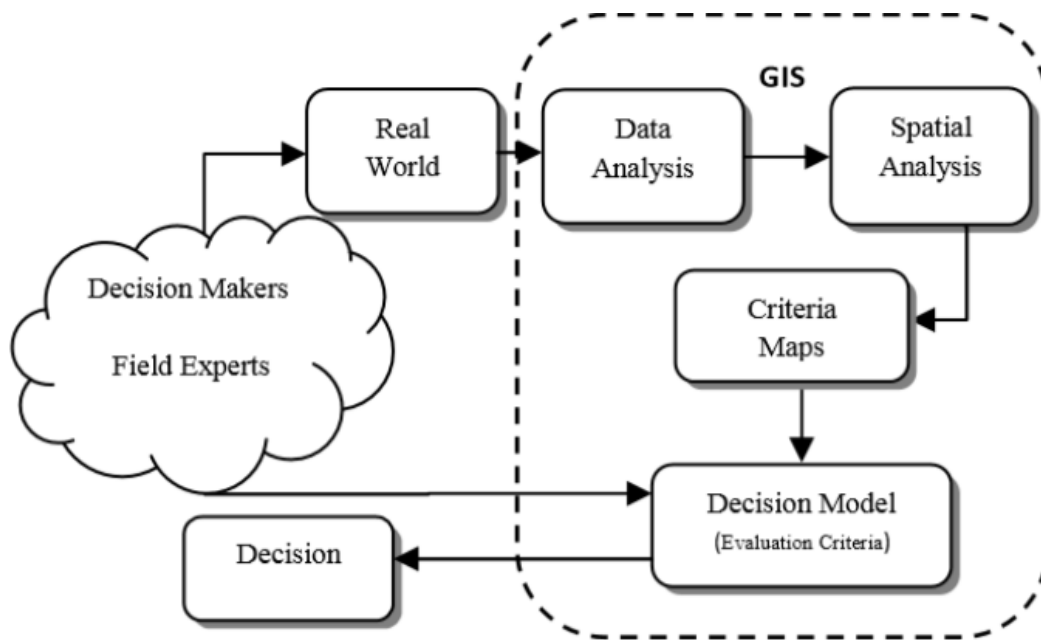 GIS
Real
World
Data
Analysis
Spatial
Analysis
Decision Makers
Field Experts
Criteria
Maps
Decision Model
(Evaluation Criteria)
Decision